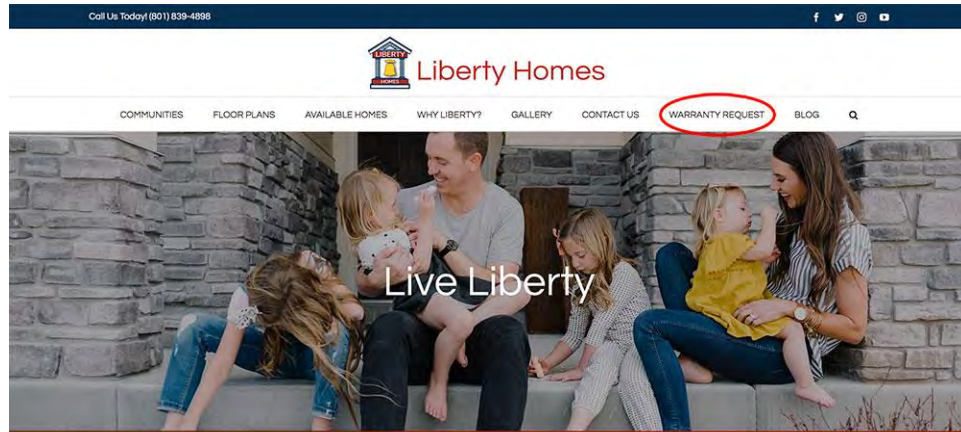 Call Us Today! (801) 839-4898
LIBERTY
HOMES
Liberty Homes
COMMUNITIES FLOOR PLANS AVAILABLE HOMES WHY LIBERTY? GALLERY CONTACT US WARRANTY REQUEST BLOG
Live Liberty